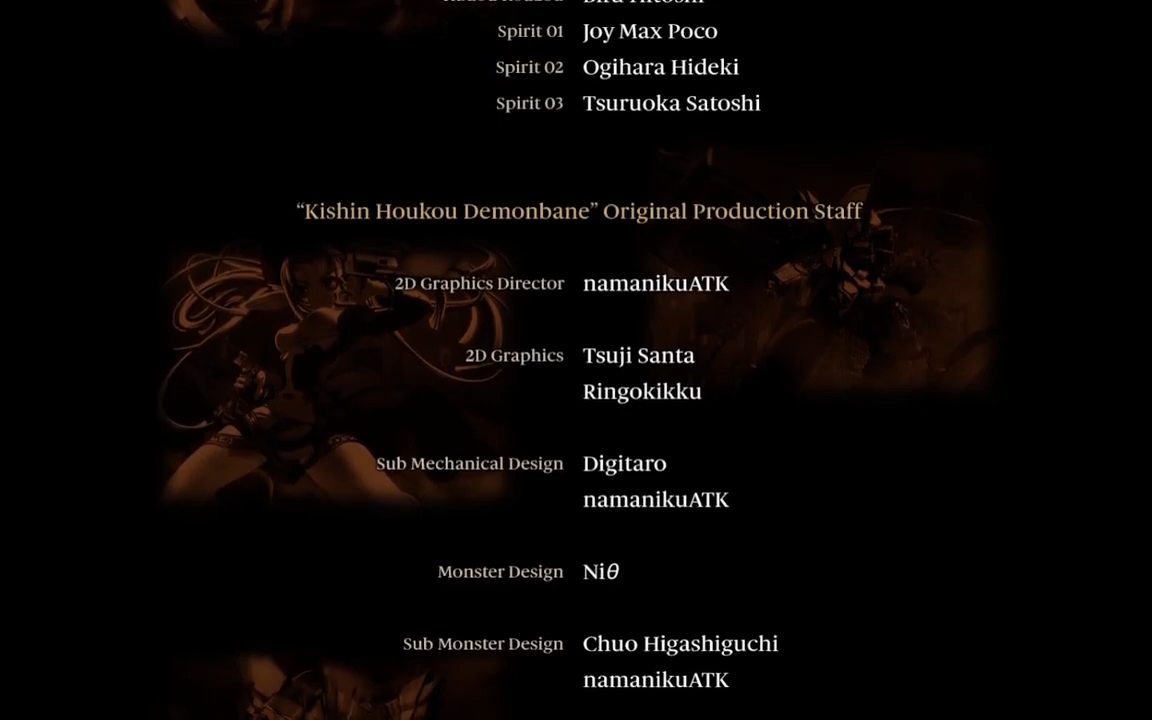 Spirit 01 Joy Max Poco
Spirit 02 Ogihara Hideki
Spirit 03 Tsuruoka Satoshi
“Kishin Houkou Demonbane” Original Production Staff
2D Graphics Director namanikuATK
2D Graphics Tsuji Santa
Ringokikku
Sub Mechanical Design Digitaro
namanikuATK
Monster Design Niθ
Sub Monster Design Chuo Higashiguchi
namanikuATK